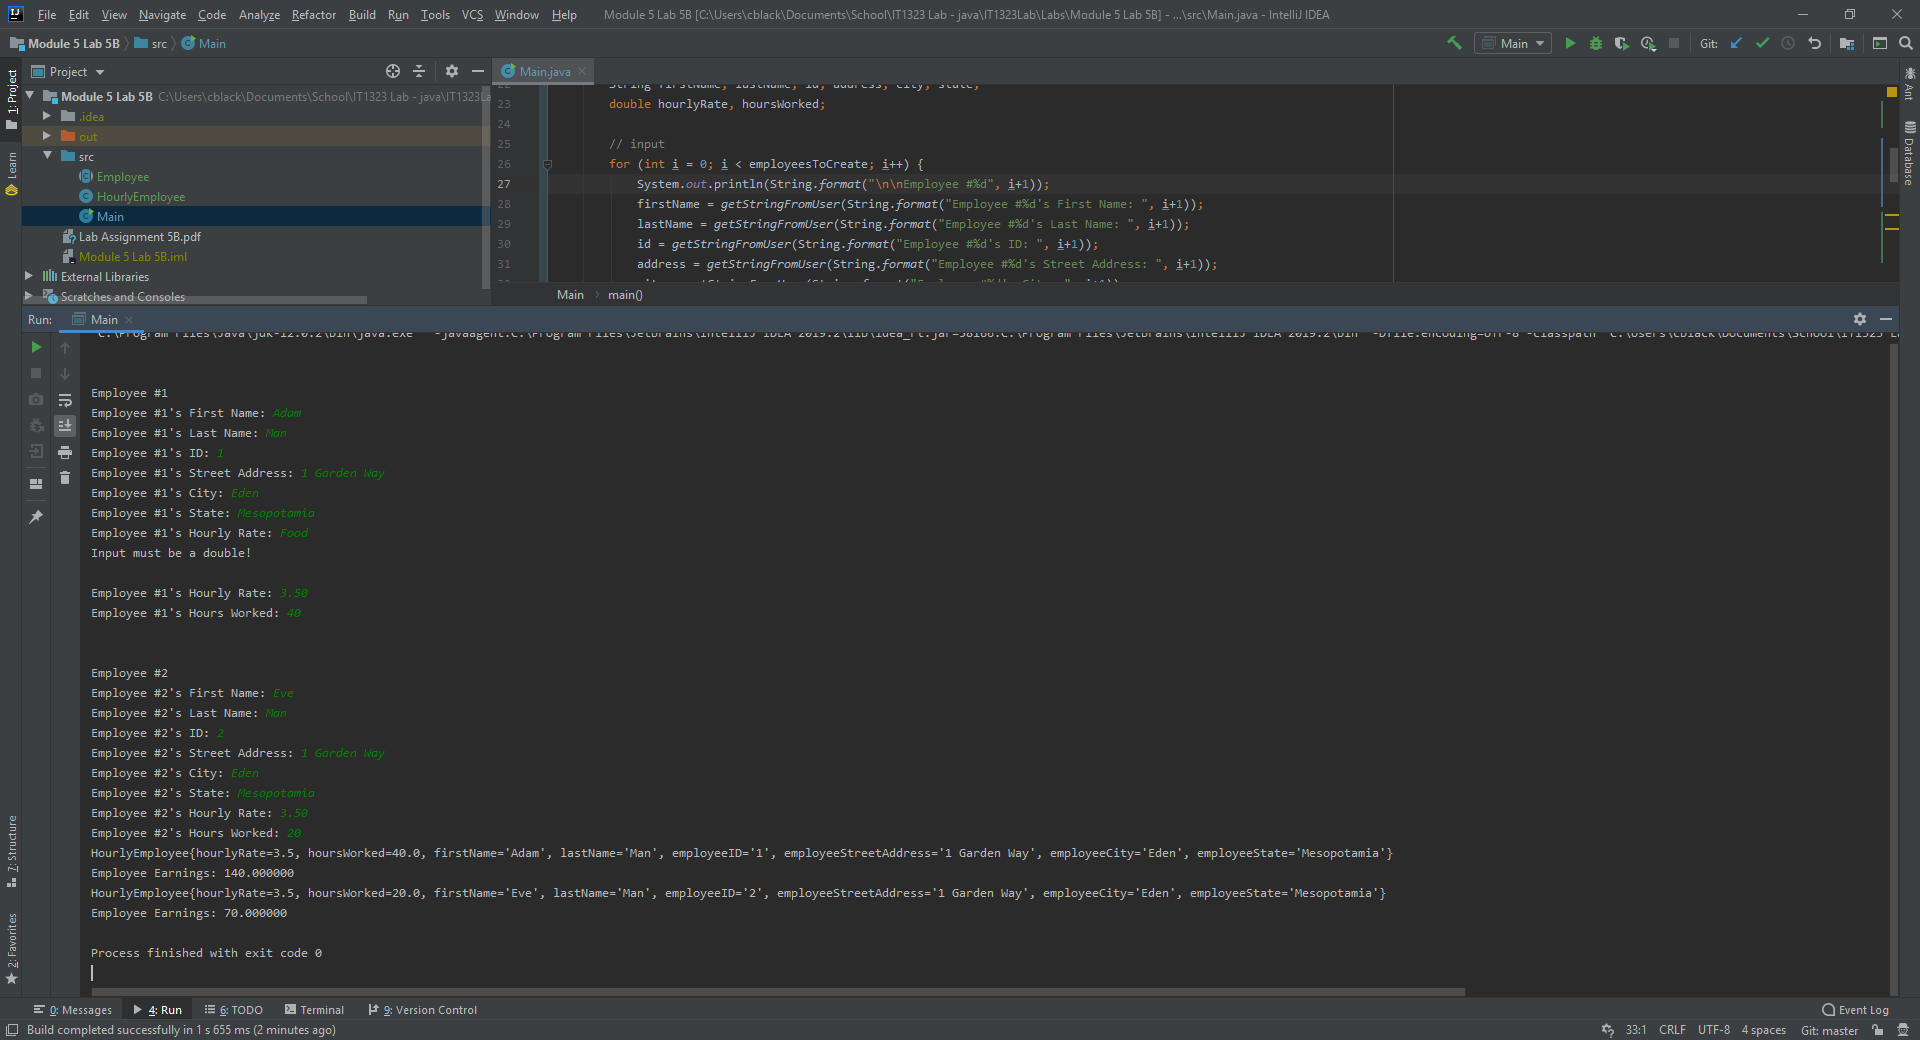 File Edit View Navigate Code Analyze Refactor Build Run Tools VCS Window Help Module 5 Lab 5B [C:\Users\cblack\Documents\School\IT1323 Lab - java\IT1323Lab\Labs\Module 5 Lab 5B] - ...\src\Main.java - IntelliJ IDEA
Module 5 Lab 5B src Main
Main Git:
Project
Main.java
1: Project
Learn
Module 5 Lab 5B C:\Users\cblack\Documents\School\IT1323 Lab - java\IT1323La
.idea
out
src
Employee
HourlyEmployee
Main
Lab Assignment 5B.pdf
Module 5 Lab 5B.iml
External Libraries
Scratches and Consoles
23 double hourlyRate, hoursWorked;
24
25 // input
26 for (int i = 0; i < employeesToCreate; i++) {
27 System.out.println(String.format("\n\nEmployee #%d", i+1));
28 firstName = getStringFromUser(String.format("Employee #%d's First Name: ", i+1));
29 lastName = getStringFromUser(String.format("Employee #%d's Last Name: ", i+1));
30 id = getStringFromUser(String.format("Employee #%d's ID: ", i+1));
31 address = getStringFromUser(String.format("Employee #%d's Street Address: ", i+1));
Main main()
Ant
Database
Run: Main
Employee #1
Employee #1's First Name: Adam
Employee #1's Last Name: Man
Employee #1's ID: 1
Employee #1's Street Address: 1 Garden Way
Employee #1's City: Eden
Employee #1's State: Mesopotamia
Employee #1's Hourly Rate: Food
Input must be a double!
Employee #1's Hourly Rate: 3.50
Employee #1's Hours Worked: 40
Employee #2
Employee #2's First Name: Eve
Employee #2's Last Name: Man
Employee #2's ID: 2
Employee #2's Street Address: 1 Garden Way
Employee #2's City: Eden
Employee #2's State: Mesopotamia
Employee #2's Hourly Rate: 3.50
Employee #2's Hours Worked: 20
HourlyEmployee{hourlyRate=3.5, hoursWorked=40.0, firstName='Adam', lastName='Man', employeeID='1', employeeStreetAddress='1 Garden Way', employeeCity='Eden', employeeState='Mesopotamia'}
Employee Earnings: 140.000000
HourlyEmployee{hourlyRate=3.5, hoursWorked=20.0, firstName='Eve', lastName='Man', employeeID='2', employeeStreetAddress='1 Garden Way', employeeCity='Eden', employeeState='Mesopotamia'}
Employee Earnings: 70.000000
Process finished with exit code 0
7: Structure
2: Favorites
0: Messages 4: Run 6: TODO Terminal 9: Version Control Event Log
Build completed successfully in 1 s 655 ms (2 minutes ago) 33:1 CRLF UTF-8 4 spaces Git: master